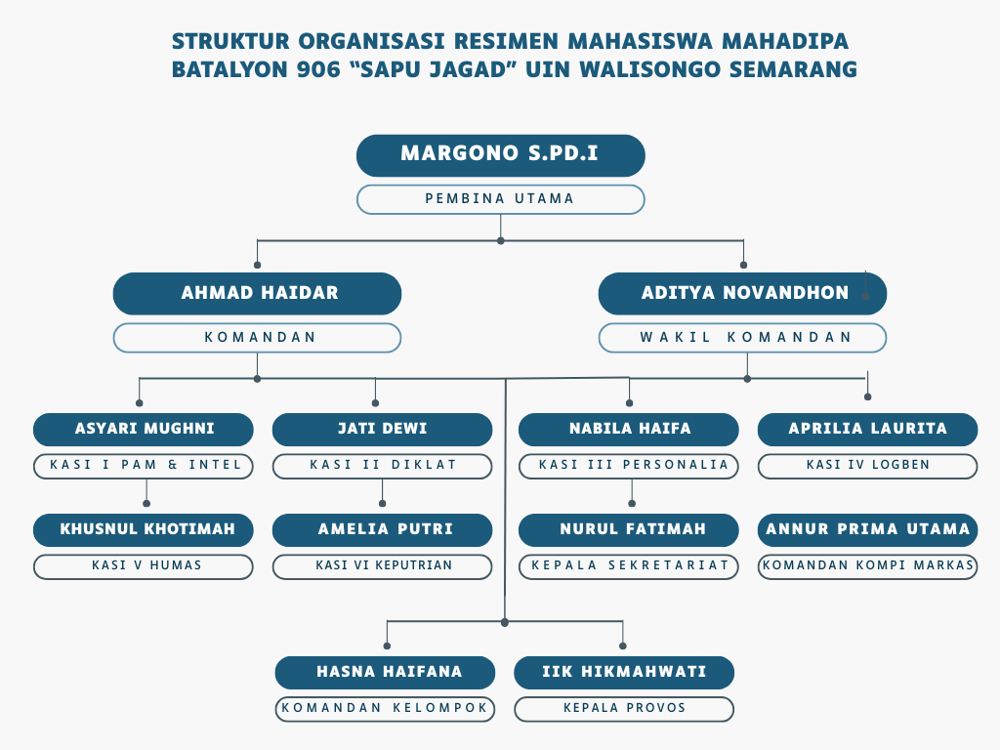 STRUKTUR ORGANISASI RESIMEN MAHASISWA MAHADIPA
BATALYON 906 “SAPU JAGAD” UIN WALISONGO SEMARANG
MARGONO S.PD.I
PEMBINA UTAMA
AHMAD HAIDAR
ADITYA NOVANDHON
KOMANDAN
WAKIL KOMANDAN
ASYARI MUGHNI
JATI DEWI
NABILA HAIFA
APRILIA LAURITA
KASI I PAM & INTEL
KASI II DIKLAT
KASI III PERSONALIA
KASI IV LOGBEN
KHUSNUL KHOTIMAH
AMELIA PUTRI
NURUL FATIMAH
ANNUR PRIMA UTAMA
KASI V HUMAS
KASI VI KEPUTRIAN
KEPALA SEKRETARIAT
KOMANDAN KOMPI MARKAS
HASNA HAIFANA
IIK HIKMAHWATI
KOMANDAN KELOMPOK
KEPALA PROVOS